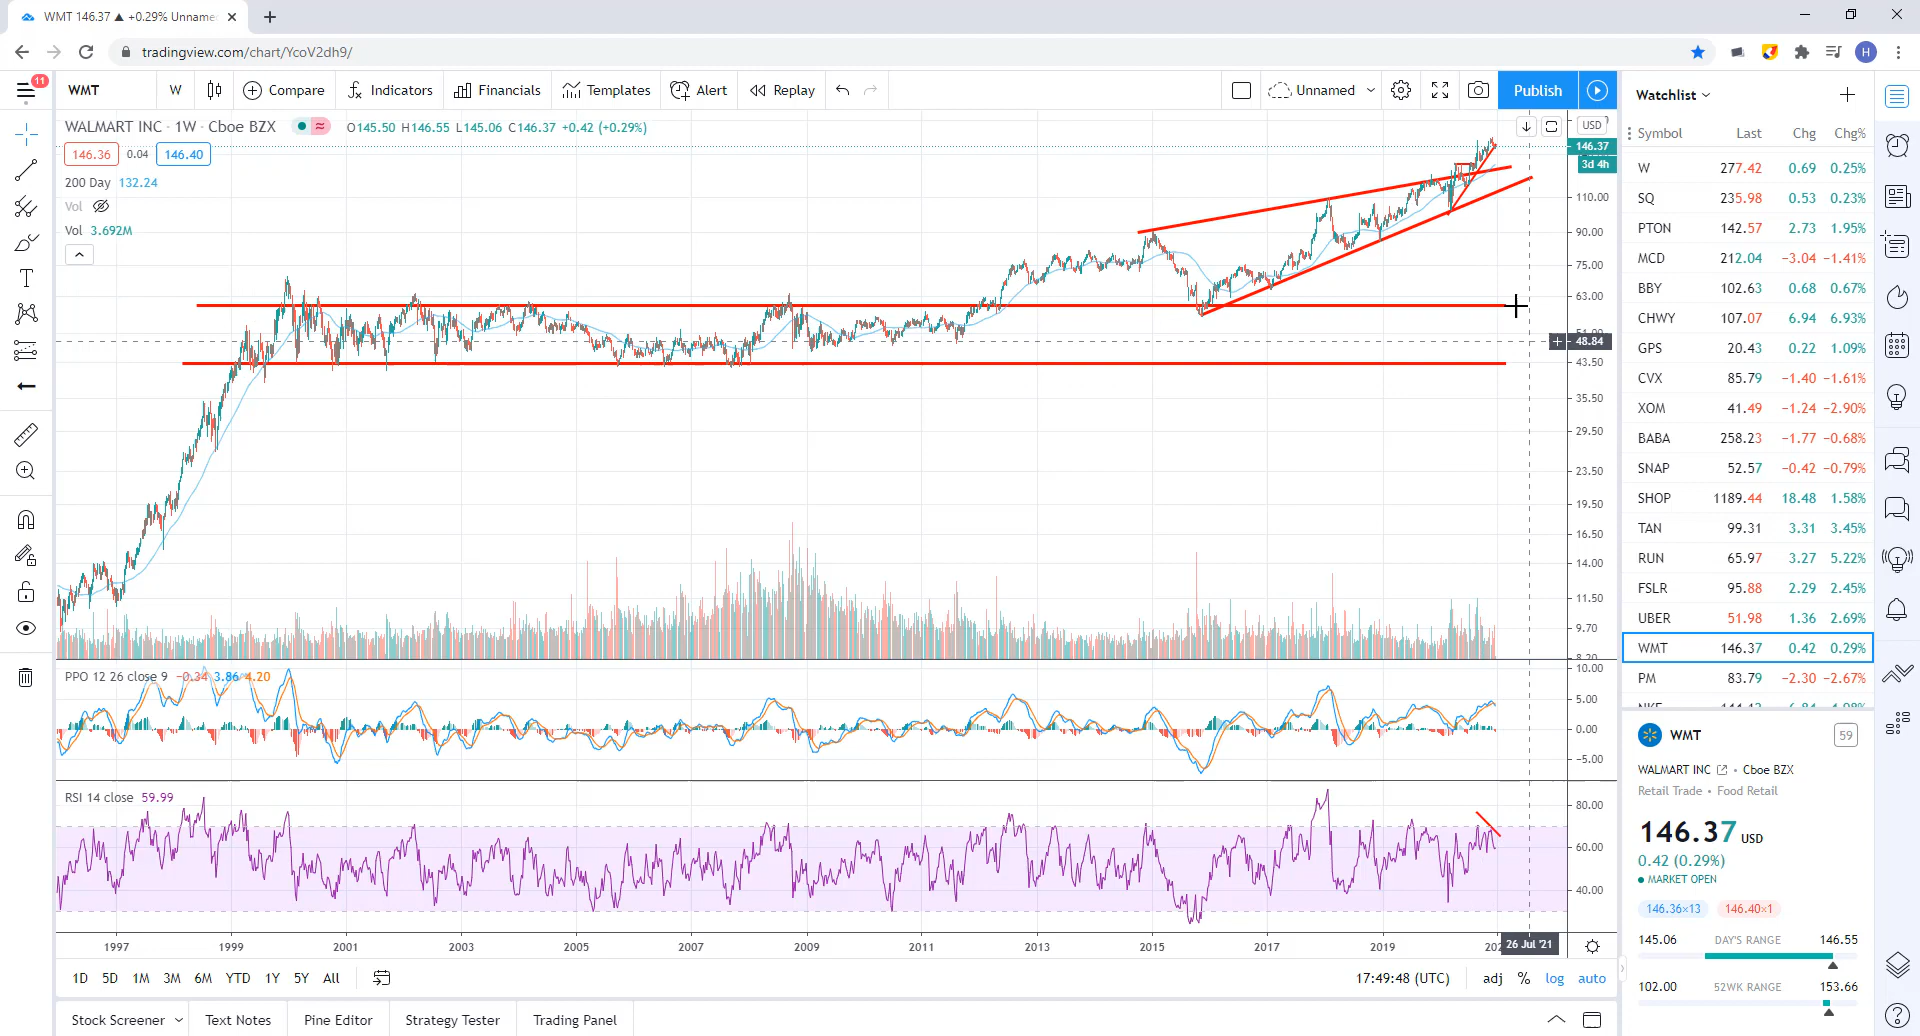 WMT 146.37 ▲ +0.29% Unname
tradingview.com/chart/YcoV2dh9/
H
11
WMT W Compare Indicators Financials Templates Alert Replay Unnamed Publish
WALMART INC · 1W · Cboe BZX O145.50 H146.55 L145.06 C146.37 +0.42 (+0.29%)
146.36 0.04 146.40
200 Day 132.24
Vol
Vol 3.692M
USD
146.37
3d 4h
110.00
90.00
75.00
63.00
48.84
43.50
35.50
29.50
23.50
19.50
16.50
14.00
11.50
9.70
PPO 12 26 close 9 −0.34 3.86 4.20
10.00
5.00
0.00
−5.00
RSI 14 close 59.99
80.00
60.00
40.00
1997 1999 2001 2003 2005 2007 2009 2011 2013 2015 2017 2019 26 Jul '21
1D 5D 1M 3M 6M YTD 1Y 5Y All 17:49:48 (UTC) adj % log auto
Stock Screener Text Notes Pine Editor Strategy Tester Trading Panel
Watchlist
Symbol Last Chg Chg%
W 277.42 0.69 0.25%
SQ 235.98 0.53 0.23%
PTON 142.57 2.73 1.95%
MCD 212.04 −3.04 −1.41%
BBY 102.63 0.68 0.67%
CHWY 107.07 6.94 6.93%
GPS 20.43 0.22 1.09%
CVX 85.79 −1.40 −1.61%
XOM 41.49 −1.24 −2.90%
BABA 258.23 −1.77 −0.68%
SNAP 52.57 −0.42 −0.79%
SHOP 1189.44 18.48 1.58%
TAN 99.31 3.31 3.45%
RUN 65.97 3.27 5.22%
FSLR 95.88 2.29 2.45%
UBER 51.98 1.36 2.69%
WMT 146.37 0.42 0.29%
PM 83.79 −2.30 −2.67%
WMT 59
WALMART INC • Cboe BZX
Retail Trade • Food Retail
146.37 USD
0.42 (0.29%)
MARKET OPEN
146.36×13 146.40×1
145.06 DAY'S RANGE 146.55
102.00 52WK RANGE 153.66